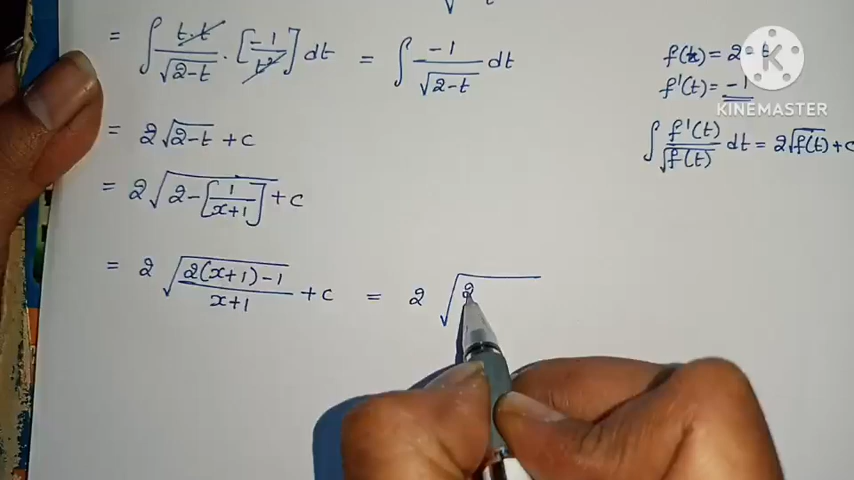 = ∫ t·t/√(2-t) · [-1/t²] dt = ∫ -1/√(2-t) dt
f(t) = 2-t
f'(t) = -1
KINEMASTER
∫ f'(t)/√f(t) dt = 2√f(t) + c
= 2√(2-t) + c
= 2√(2-[1/(x+1)]) + c
= 2√((2(x+1)-1)/(x+1)) + c = 2√2